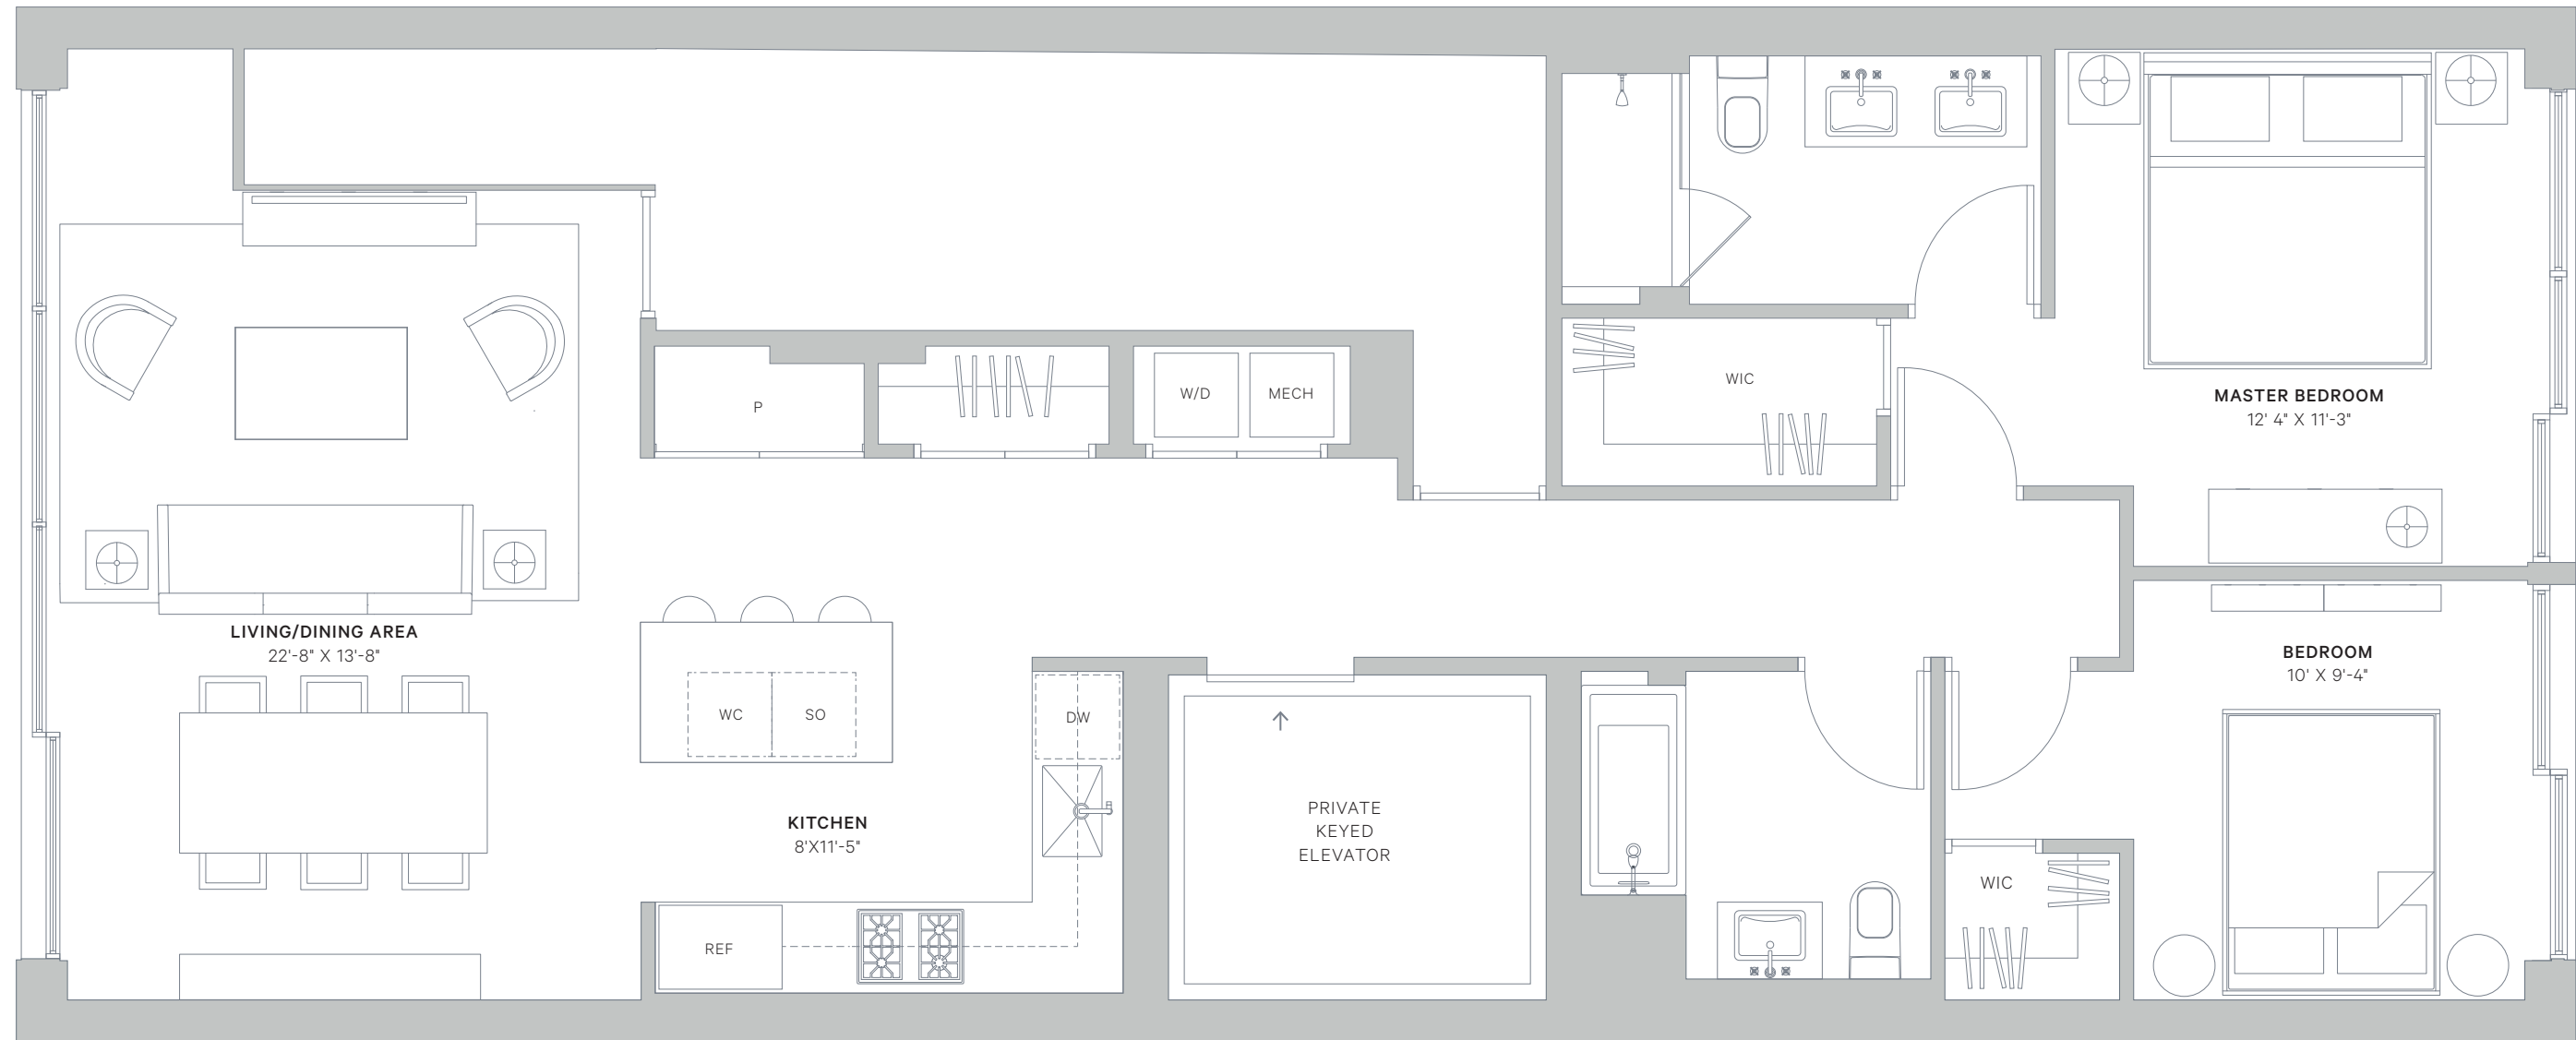 P
W/D
MECH
WIC
MASTER BEDROOM
12' 4" X 11'-3"
LIVING/DINING AREA
22'-8" X 13'-8"
BEDROOM
10' X 9'-4"
WC
SO
DW
KITCHEN
8'X11'-5"
PRIVATE
KEYED
ELEVATOR
WIC
REF